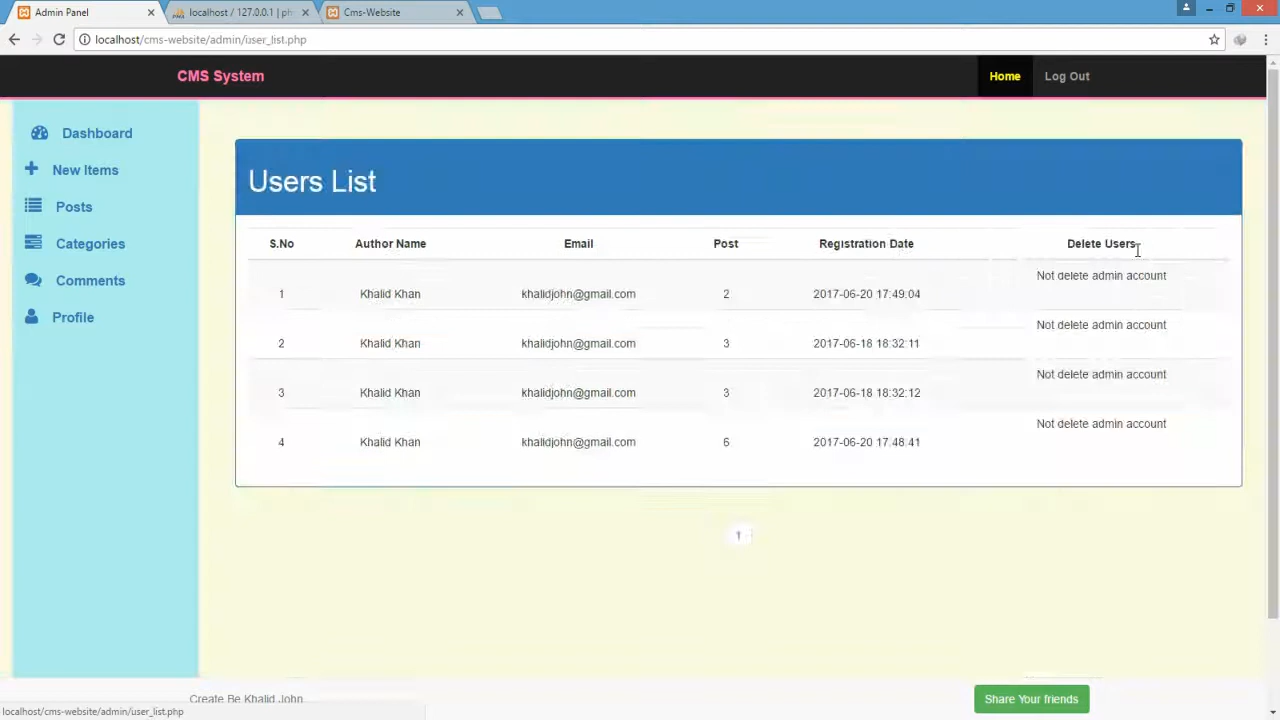 Admin Panel
localhost / 127.0.0.1 | ph
Cms-Website
localhost/cms-website/admin/user_list.php
CMS System
Home
Log Out
Dashboard
New Items
Posts
Categories
Comments
Profile
Users List
S.No Author Name Email Post Registration Date Delete Users
1 Khalid Khan khalidjohn@gmail.com 2 2017-06-20 17:49:04 Not delete admin account
2 Khalid Khan khalidjohn@gmail.com 3 2017-06-18 18:32:11 Not delete admin account
3 Khalid Khan khalidjohn@gmail.com 3 2017-06-18 18:32:12 Not delete admin account
4 Khalid Khan khalidjohn@gmail.com 6 2017-06-20 17:48:41 Not delete admin account
1
Create Be Khalid John
Share Your friends
localhost/cms-website/admin/user_list.php